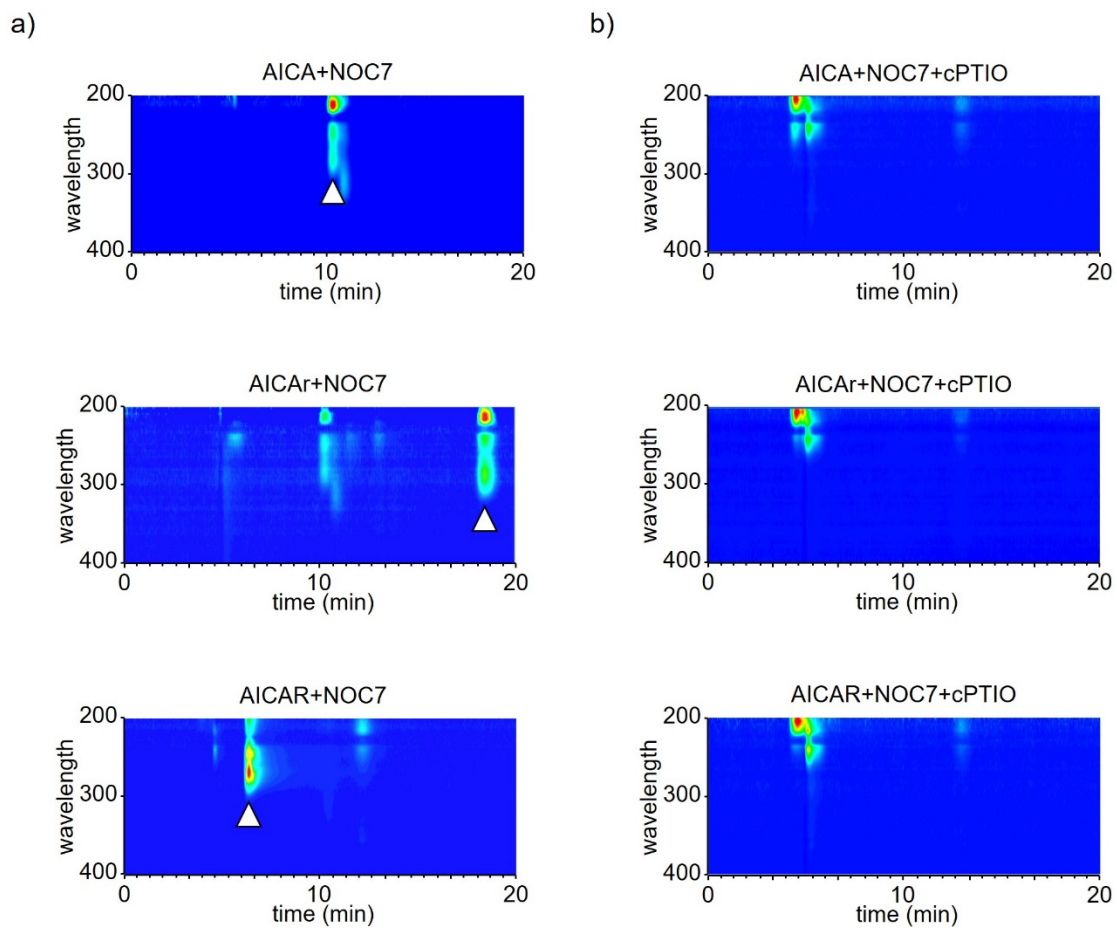 a)
AICA+NOC7
200
300
400
wavelength
0 10 20
time (min)
AICAr+NOC7
200
300
400
wavelength
0 10 20
time (min)
AICAR+NOC7
200
300
400
wavelength
0 10 20
time (min)
b)
AICA+NOC7+cPTIO
200
300
400
wavelength
0 10 20
time (min)
AICAr+NOC7+cPTIO
200
300
400
wavelength
0 10 20
time (min)
AICAR+NOC7+cPTIO
200
300
400
wavelength
0 10 20
time (min)